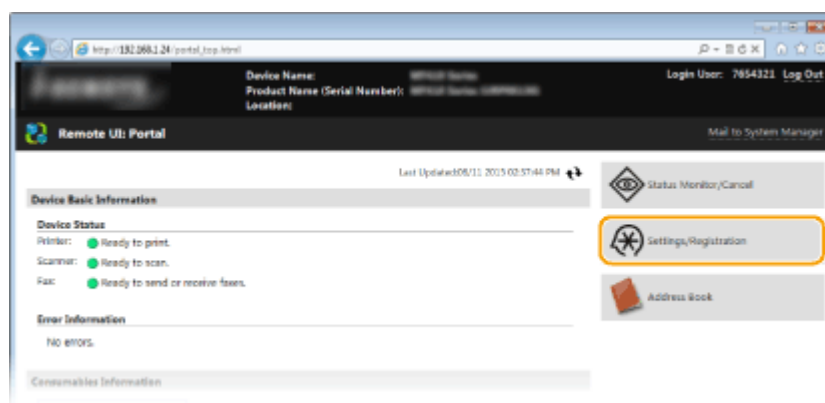 http://192.168.1.24/portal_top.html
Device Name:
Login User: 7654321 Log Out
Product Name (Serial Number):
Location:
Remote UI: Portal
Mail to System Manager
Last Updated:08/11 2015 02:57:44 PM
Status Monitor/Cancel
Device Basic Information
Device Status
Printer: Ready to print.
Settings/Registration
Scanner: Ready to scan.
Fax: Ready to send or receive faxes.
Address Book
Error Information
No errors.
Consumables Information